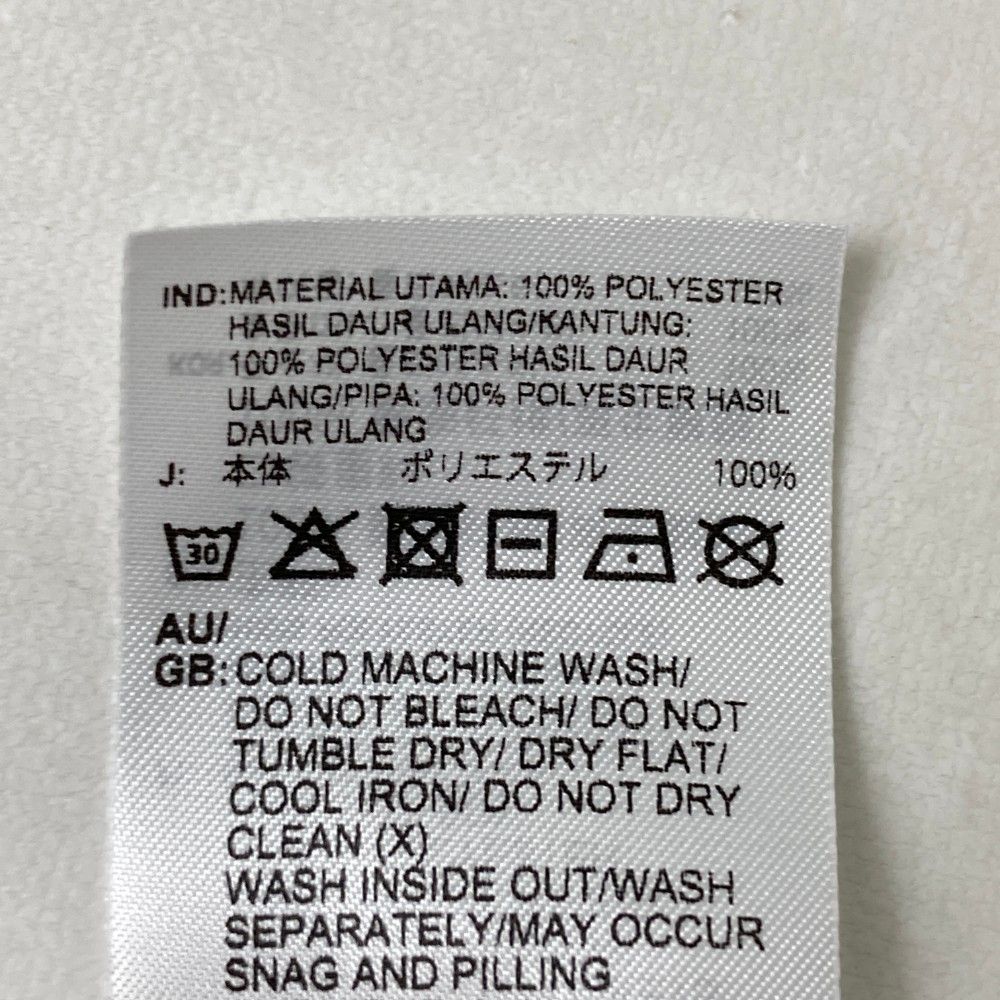 IND:MATERIAL UTAMA: 100% POLYESTER
HASIL DAUR ULANG/KANTUNG:
100% POLYESTER HASIL DAUR
ULANG/PIPA: 100% POLYESTER HASIL
DAUR ULANG
J: 本体 ポリエステル 100%
30
AU/
GB:COLD MACHINE WASH/
DO NOT BLEACH/ DO NOT
TUMBLE DRY/ DRY FLAT/
COOL IRON/ DO NOT DRY
CLEAN (X)
WASH INSIDE OUT/WASH
SEPARATELY/MAY OCCUR
SNAG AND PILLING